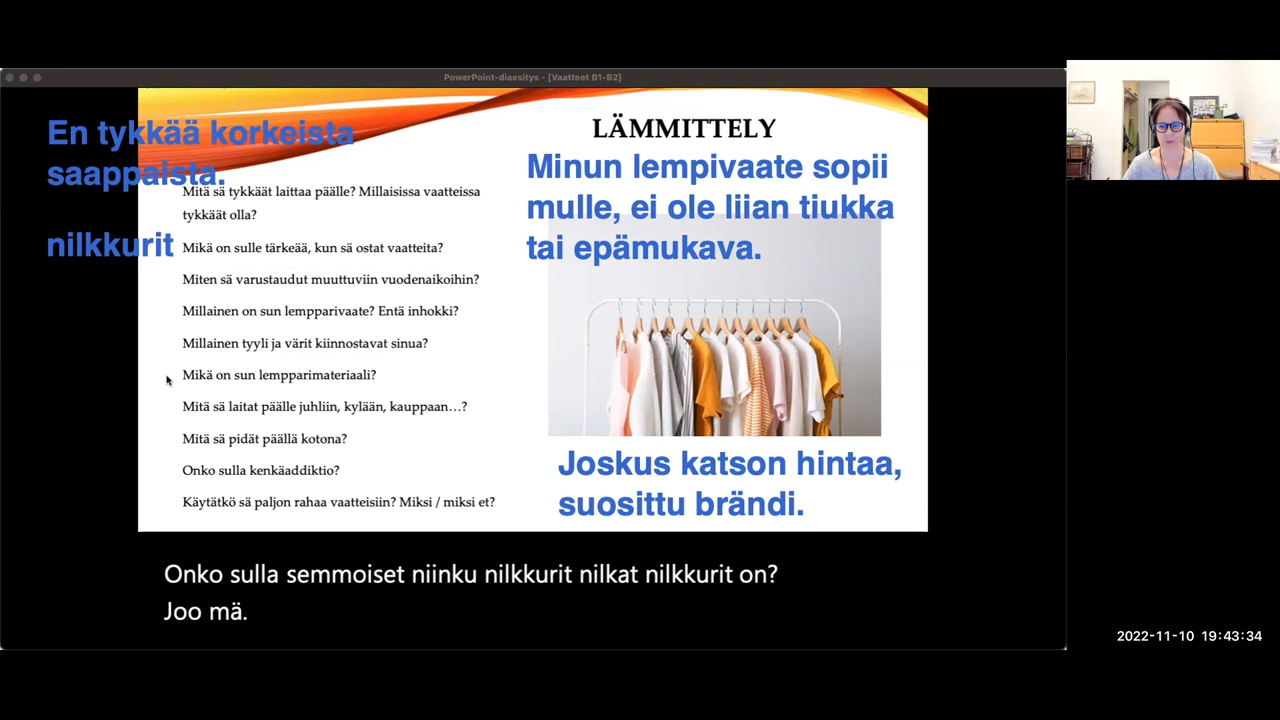 PowerPoint-diaesitys - [Vaatteet B1-B2]
En tykkää korkeista
saappaista.
nilkkurit
LÄMMITTELY
Minun lempivaate sopii
mulle, ei ole liian tiukka
tai epämukava.
Mitä sä tykkäät laittaa päälle? Millaisissa vaatteissa
tykkäät olla?
Mikä on sulle tärkeää, kun sä ostat vaatteita?
Miten sä varustaudut muuttuviin vuodenaikoihin?
Millainen on sun lempparivaate? Entä inhokki?
Millainen tyyli ja värit kiinnostavat sinua?
Mikä on sun lempparimateriaali?
Mitä sä laitat päälle juhliin, kylään, kauppaan…?
Mitä sä pidät päällä kotona?
Onko sulla kenkäaddiktio?
Käytätkö sä paljon rahaa vaatteisiin? Miksi / miksi et?
Joskus katson hintaa,
suosittu brändi.
Onko sulla semmoiset niinku nilkkurit nilkat nilkkurit on?
Joo mä.
2022-11-10 19:43:34